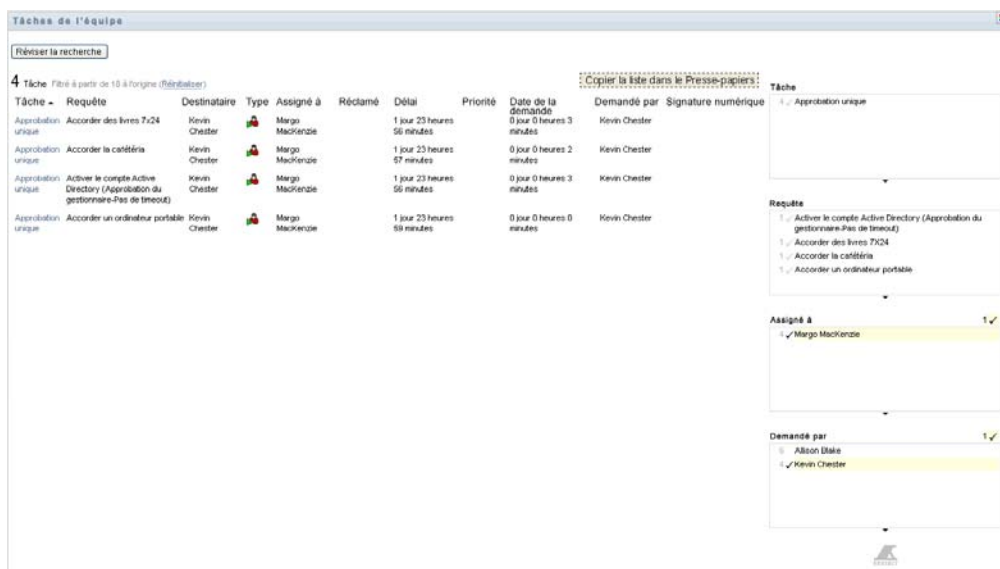 Tâches de l'équipe
Réviser la recherche
4 Tâche Filtré à partir de 10 à l'origine (Réinitialiser)
Copier la liste dans le Presse-papiers
Tâche Requête Destinataire Type Assigné à Réclamé Délai Priorité Date de la demande Demandé par Signature numérique
Approbation unique Accorder des livres 7x24 Kevin Chester Margo MacKenzie 1 jour 23 heures 56 minutes 0 jour 0 heures 3 minutes Kevin Chester
Approbation unique Accorder la cafétéria Kevin Chester Margo MacKenzie 1 jour 23 heures 57 minutes 0 jour 0 heures 2 minutes Kevin Chester
Approbation unique Activer le compte Active Directory (Approbation du gestionnaire-Pas de timeout) Kevin Chester Margo MacKenzie 1 jour 23 heures 56 minutes 0 jour 0 heures 3 minutes Kevin Chester
Approbation unique Accorder un ordinateur portable Kevin Chester Margo MacKenzie 1 jour 23 heures 59 minutes 0 jour 0 heures 0 minutes Kevin Chester
Tâche
4 Approbation unique
Requête
1 Activer le compte Active Directory (Approbation du
gestionnaire-Pas de timeout)
1 Accorder des livres 7X24
1 Accorder la cafétéria
1 Accorder un ordinateur portable
Assigné à 1
4 Margo MacKenzie
Demandé par 1
Allison Blake
4 Kevin Chester